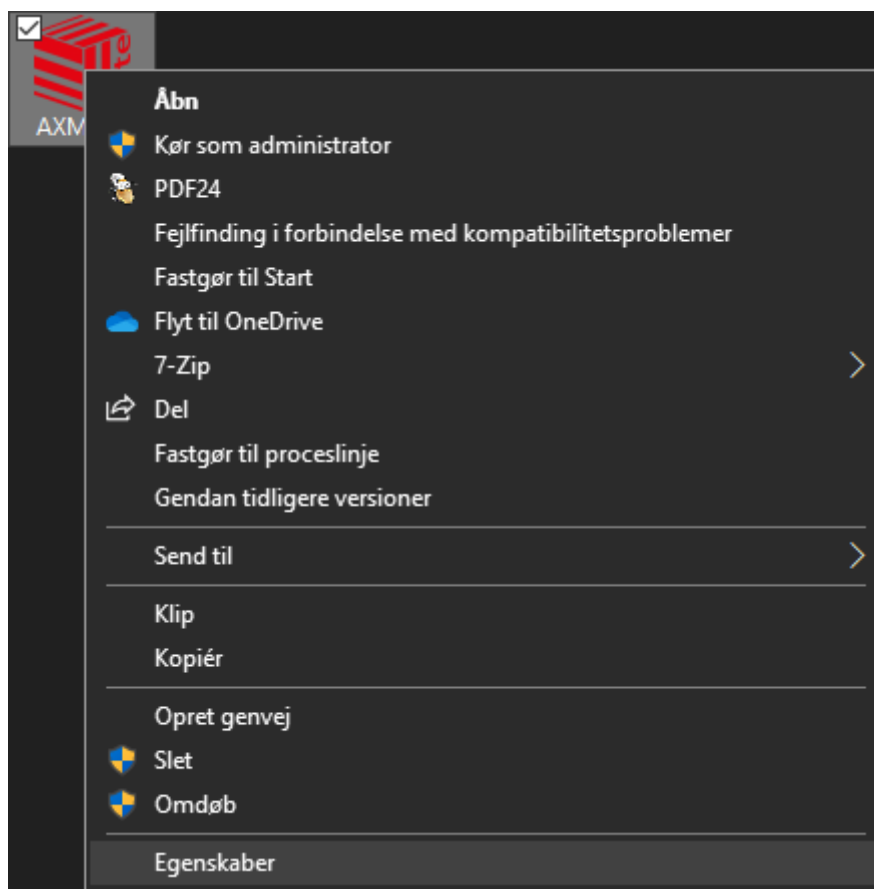 te
AXM
Åbn
Kør som administrator
PDF24
Fejlfinding i forbindelse med kompatibilitetsproblemer
Fastgør til Start
Flyt til OneDrive
7-Zip
Del
Fastgør til proceslinje
Gendan tidligere versioner
Send til
Klip
Kopiér
Opret genvej
Slet
Omdøb
Egenskaber